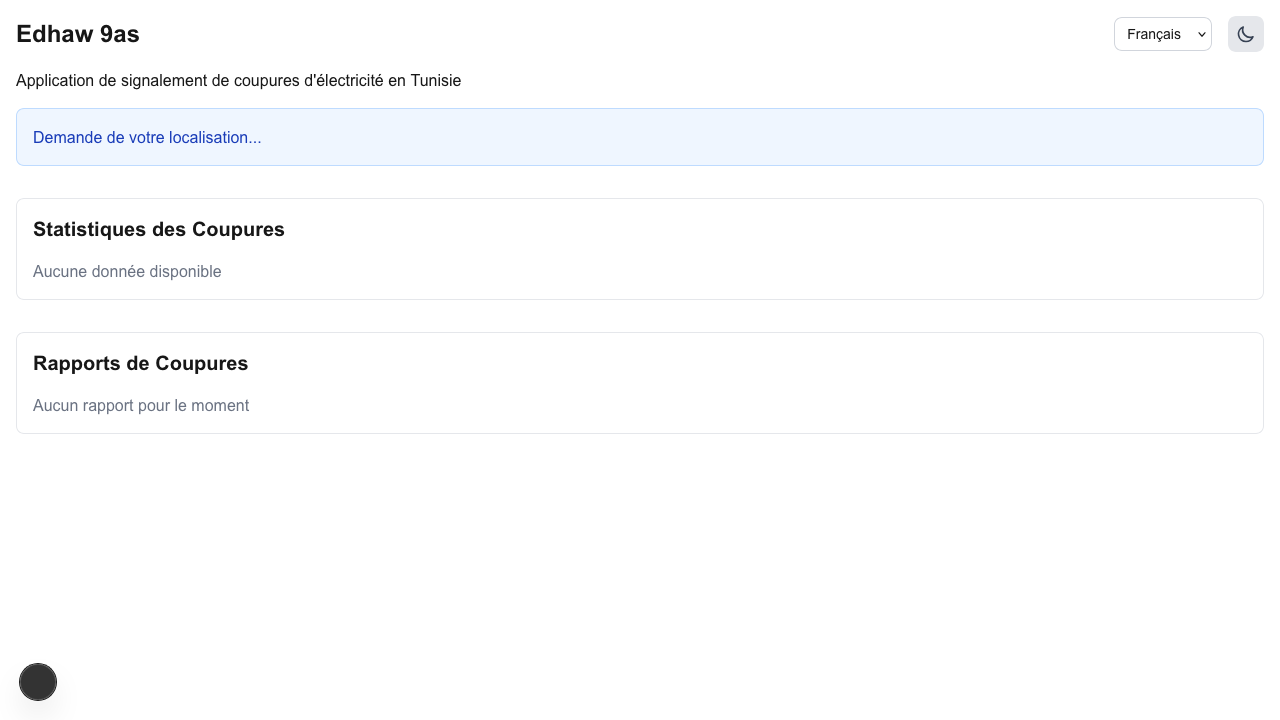 Edhaw 9as
Français
Application de signalement de coupures d'électricité en Tunisie
Demande de votre localisation...
Statistiques des Coupures
Aucune donnée disponible
Rapports de Coupures
Aucun rapport pour le moment